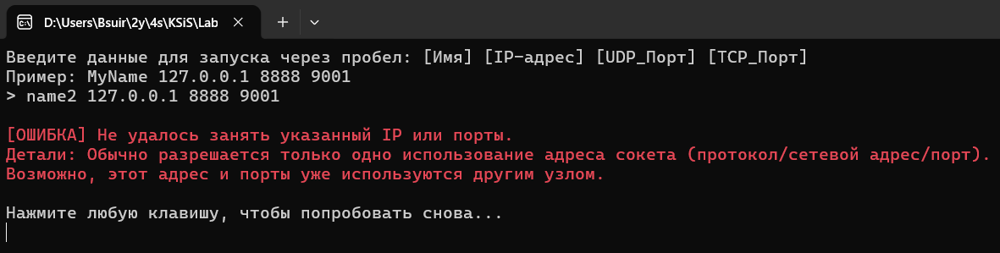 D:\Users\Bsuir\2y\4s\KSiS\Lab
Введите данные для запуска через пробел: [Имя] [IP-адрес] [UDP_Порт] [TCP_Порт]
Пример: MyName 127.0.0.1 8888 9001
> name2 127.0.0.1 8888 9001
[ОШИБКА] Не удалось занять указанный IP или порты.
Детали: Обычно разрешается только одно использование адреса сокета (протокол/сетевой адрес/порт).
Возможно, этот адрес и порты уже используются другим узлом.
Нажмите любую клавишу, чтобы попробовать снова...